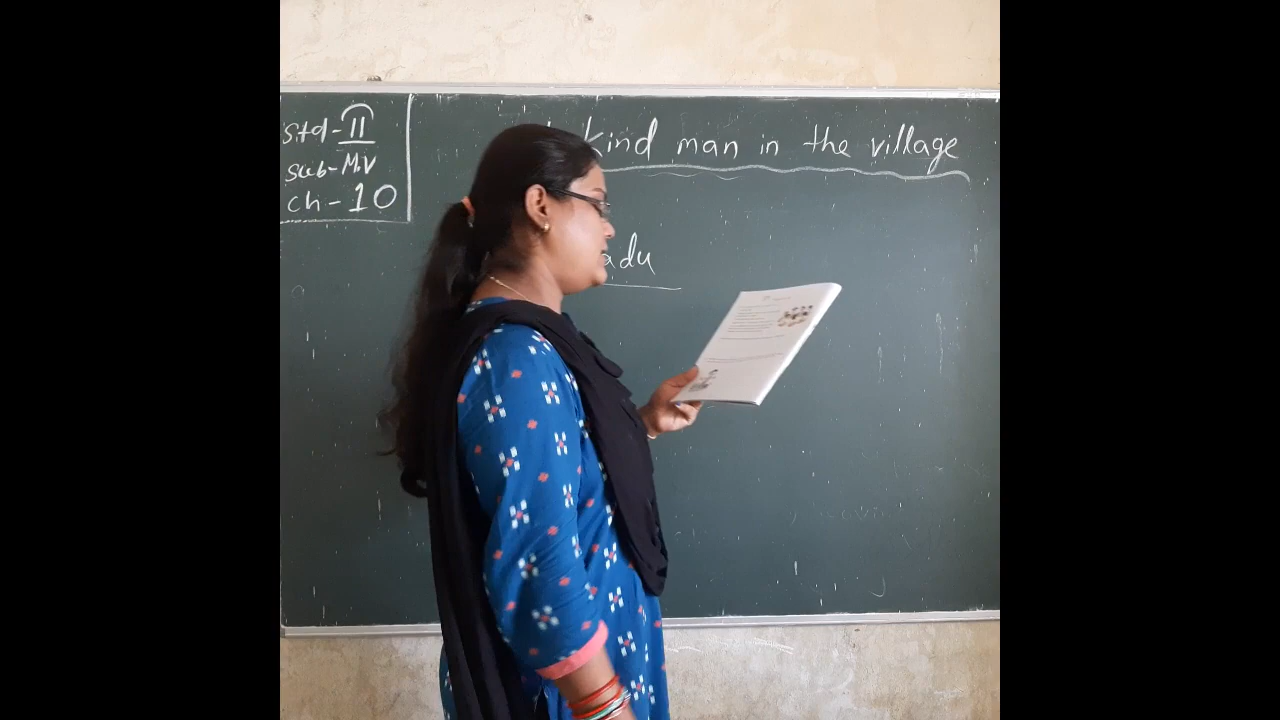 Std - II
Sub - M.V
Ch - 10
kind man in the village
adu